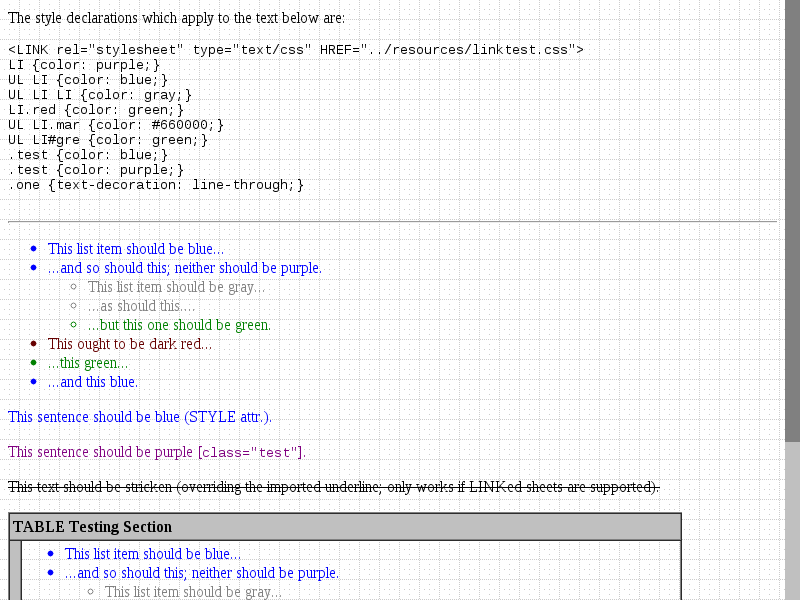 The style declarations which apply to the text below are:
<LINK rel="stylesheet" type="text/css" HREF="../resources/linktest.css">
LI {color: purple;}
UL LI {color: blue;}
UL LI LI {color: gray;}
LI.red {color: green;}
UL LI.mar {color: #660000;}
UL LI#gre {color: green;}
.test {color: blue;}
.test {color: purple;}
.one {text-decoration: line-through;}
This list item should be blue...
...and so should this; neither should be purple.
This list item should be gray...
...as should this....
...but this one should be green.
This ought to be dark red...
...this green...
...and this blue.
This sentence should be blue (STYLE attr.).
This sentence should be purple [class="test"].
This text should be stricken (overriding the imported underline; only works if LINKed sheets are supported).
TABLE Testing Section
This list item should be blue...
...and so should this; neither should be purple.
This list item should be gray...